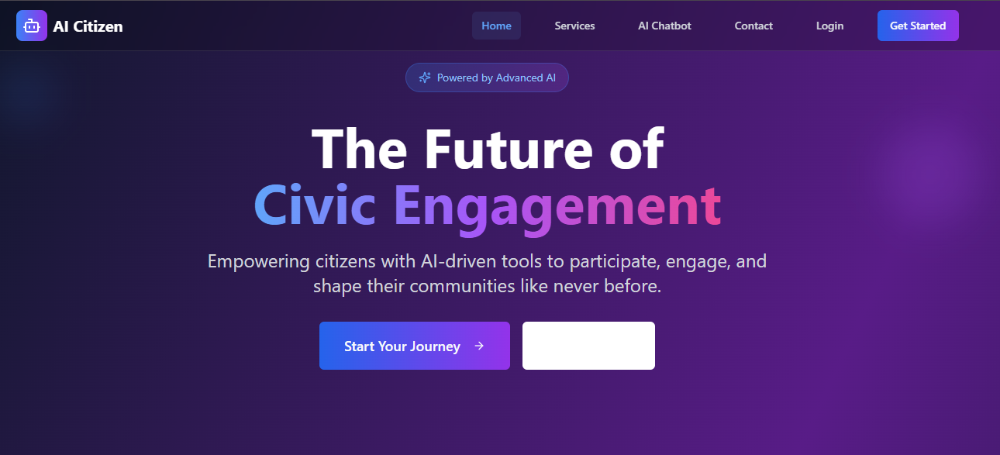 AI Citizen
Home
Services
AI Chatbot
Contact
Login
Get Started
Powered by Advanced AI
The Future of
Civic Engagement
Empowering citizens with AI-driven tools to participate, engage, and
shape their communities like never before.
Start Your Journey